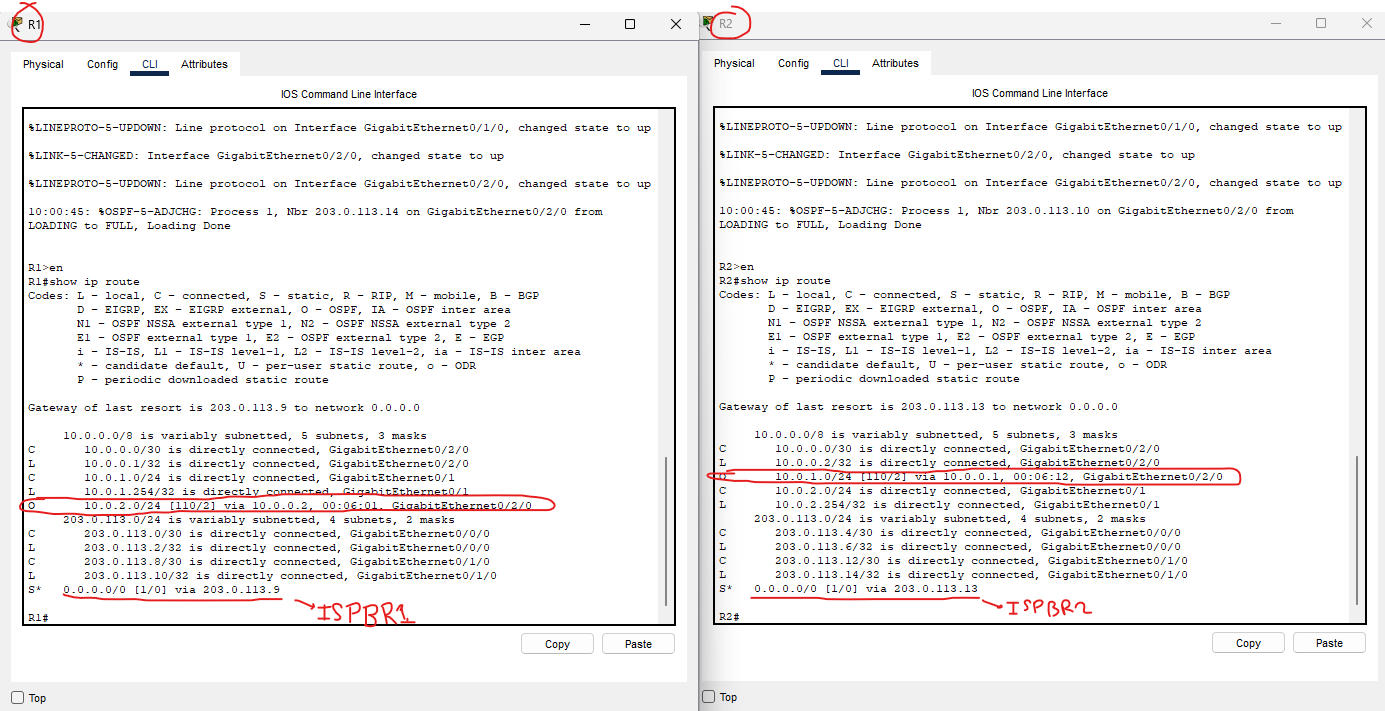 R1
Physical Config CLI Attributes
IOS Command Line Interface
%LINEPROTO-5-UPDOWN: Line protocol on Interface GigabitEthernet0/1/0, changed state to up
%LINK-5-CHANGED: Interface GigabitEthernet0/2/0, changed state to up
%LINEPROTO-5-UPDOWN: Line protocol on Interface GigabitEthernet0/2/0, changed state to up
10:00:45: %OSPF-5-ADJCHG: Process 1, Nbr 203.0.113.14 on GigabitEthernet0/2/0 from
LOADING to FULL, Loading Done
R1>en
R1#show ip route
Codes: L - local, C - connected, S - static, R - RIP, M - mobile, B - BGP
D - EIGRP, EX - EIGRP external, O - OSPF, IA - OSPF inter area
N1 - OSPF NSSA external type 1, N2 - OSPF NSSA external type 2
E1 - OSPF external type 1, E2 - OSPF external type 2, E - EGP
i - IS-IS, L1 - IS-IS level-1, L2 - IS-IS level-2, ia - IS-IS inter area
* - candidate default, U - per-user static route, o - ODR
P - periodic downloaded static route
Gateway of last resort is 203.0.113.9 to network 0.0.0.0
10.0.0.0/8 is variably subnetted, 5 subnets, 3 masks
C 10.0.0.0/30 is directly connected, GigabitEthernet0/2/0
L 10.0.0.1/32 is directly connected, GigabitEthernet0/2/0
C 10.0.1.0/24 is directly connected, GigabitEthernet0/1
L 10.0.1.254/32 is directly connected, GigabitEthernet0/1
O 10.0.2.0/24 [110/2] via 10.0.0.2, 00:06:01, GigabitEthernet0/2/0
203.0.113.0/24 is variably subnetted, 4 subnets, 2 masks
C 203.0.113.0/30 is directly connected, GigabitEthernet0/0/0
L 203.0.113.2/32 is directly connected, GigabitEthernet0/0/0
C 203.0.113.8/30 is directly connected, GigabitEthernet0/1/0
L 203.0.113.10/32 is directly connected, GigabitEthernet0/1/0
S* 0.0.0.0/0 [1/0] via 203.0.113.9
ISPBR1
R1#
Copy Paste
Top
R2
Physical Config CLI Attributes
IOS Command Line Interface
%LINEPROTO-5-UPDOWN: Line protocol on Interface GigabitEthernet0/1/0, changed state to up
%LINK-5-CHANGED: Interface GigabitEthernet0/2/0, changed state to up
%LINEPROTO-5-UPDOWN: Line protocol on Interface GigabitEthernet0/2/0, changed state to up
10:00:45: %OSPF-5-ADJCHG: Process 1, Nbr 203.0.113.10 on GigabitEthernet0/2/0 from
LOADING to FULL, Loading Done
R2>en
R2#show ip route
Codes: L - local, C - connected, S - static, R - RIP, M - mobile, B - BGP
D - EIGRP, EX - EIGRP external, O - OSPF, IA - OSPF inter area
N1 - OSPF NSSA external type 1, N2 - OSPF NSSA external type 2
E1 - OSPF external type 1, E2 - OSPF external type 2, E - EGP
i - IS-IS, L1 - IS-IS level-1, L2 - IS-IS level-2, ia - IS-IS inter area
* - candidate default, U - per-user static route, o - ODR
P - periodic downloaded static route
Gateway of last resort is 203.0.113.13 to network 0.0.0.0
10.0.0.0/8 is variably subnetted, 5 subnets, 3 masks
C 10.0.0.0/30 is directly connected, GigabitEthernet0/2/0
L 10.0.0.2/32 is directly connected, GigabitEthernet0/2/0
O 10.0.1.0/24 [110/2] via 10.0.0.1, 00:06:12, GigabitEthernet0/2/0
C 10.0.2.0/24 is directly connected, GigabitEthernet0/1
L 10.0.2.254/32 is directly connected, GigabitEthernet0/1
203.0.113.0/24 is variably subnetted, 4 subnets, 2 masks
C 203.0.113.4/30 is directly connected, GigabitEthernet0/0/0
L 203.0.113.6/32 is directly connected, GigabitEthernet0/0/0
C 203.0.113.12/30 is directly connected, GigabitEthernet0/1/0
L 203.0.113.14/32 is directly connected, GigabitEthernet0/1/0
S* 0.0.0.0/0 [1/0] via 203.0.113.13
ISPBR2
R2#
Copy Paste
Top